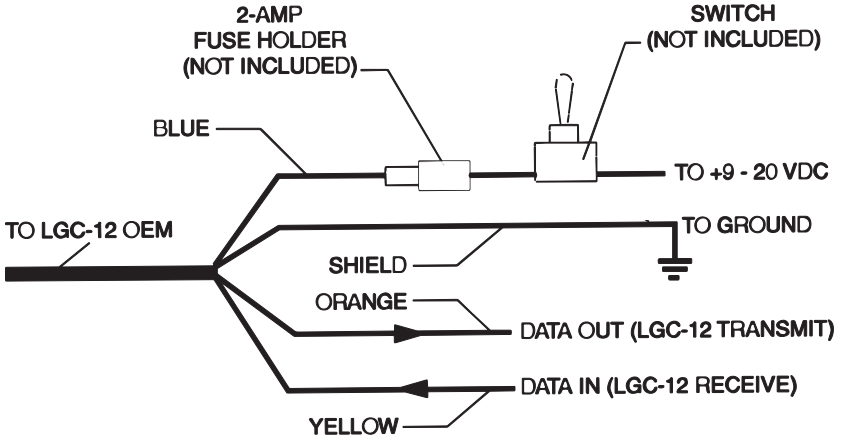 2-AMP
FUSE HOLDER
(NOT INCLUDED)
SWITCH
(NOT INCLUDED)
BLUE
TO +9 - 20 VDC
TO LGC-12 OEM
TO GROUND
SHIELD
ORANGE
DATA OUT (LGC-12 TRANSMIT)
DATA IN (LGC-12 RECEIVE)
YELLOW